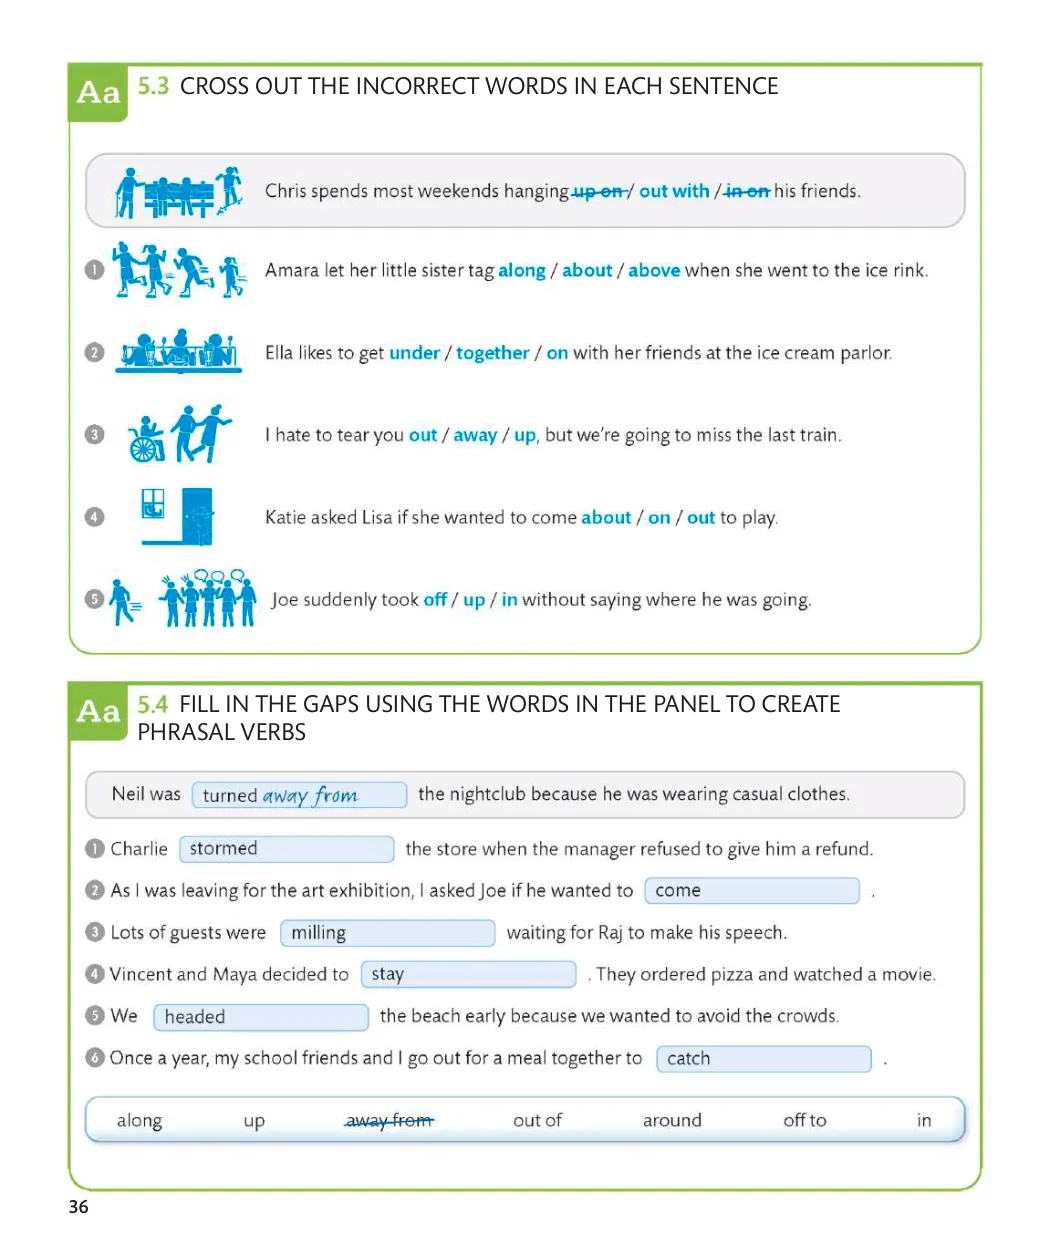 Aa 5.3 CROSS OUT THE INCORRECT WORDS IN EACH SENTENCE
Chris spends most weekends hanging up on / out with / in on his friends.
1 Amara let her little sister tag along / about / above when she went to the ice rink.
2 Ella likes to get under / together / on with her friends at the ice cream parlor.
3 I hate to tear you out / away / up, but we're going to miss the last train.
4 Katie asked Lisa if she wanted to come about / on / out to play.
5 Joe suddenly took off / up / in without saying where he was going.
Aa 5.4 FILL IN THE GAPS USING THE WORDS IN THE PANEL TO CREATE
PHRASAL VERBS
Neil was turned away from the nightclub because he was wearing casual clothes.
1 Charlie stormed the store when the manager refused to give him a refund.
2 As I was leaving for the art exhibition, I asked Joe if he wanted to come .
3 Lots of guests were milling waiting for Raj to make his speech.
4 Vincent and Maya decided to stay . They ordered pizza and watched a movie.
5 We headed the beach early because we wanted to avoid the crowds.
6 Once a year, my school friends and I go out for a meal together to catch .
along up away from out of around off to in
36